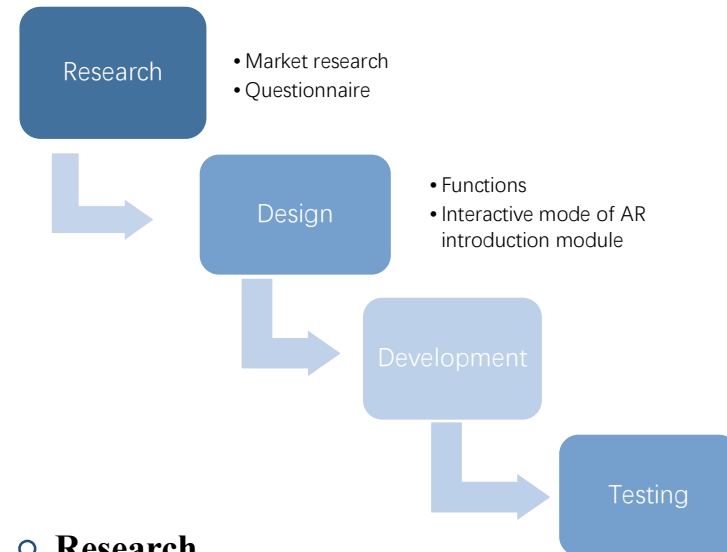 Research
• Market research
• Questionnaire
Design
• Functions
• Interactive mode of AR
introduction module
Development
Testing
Research